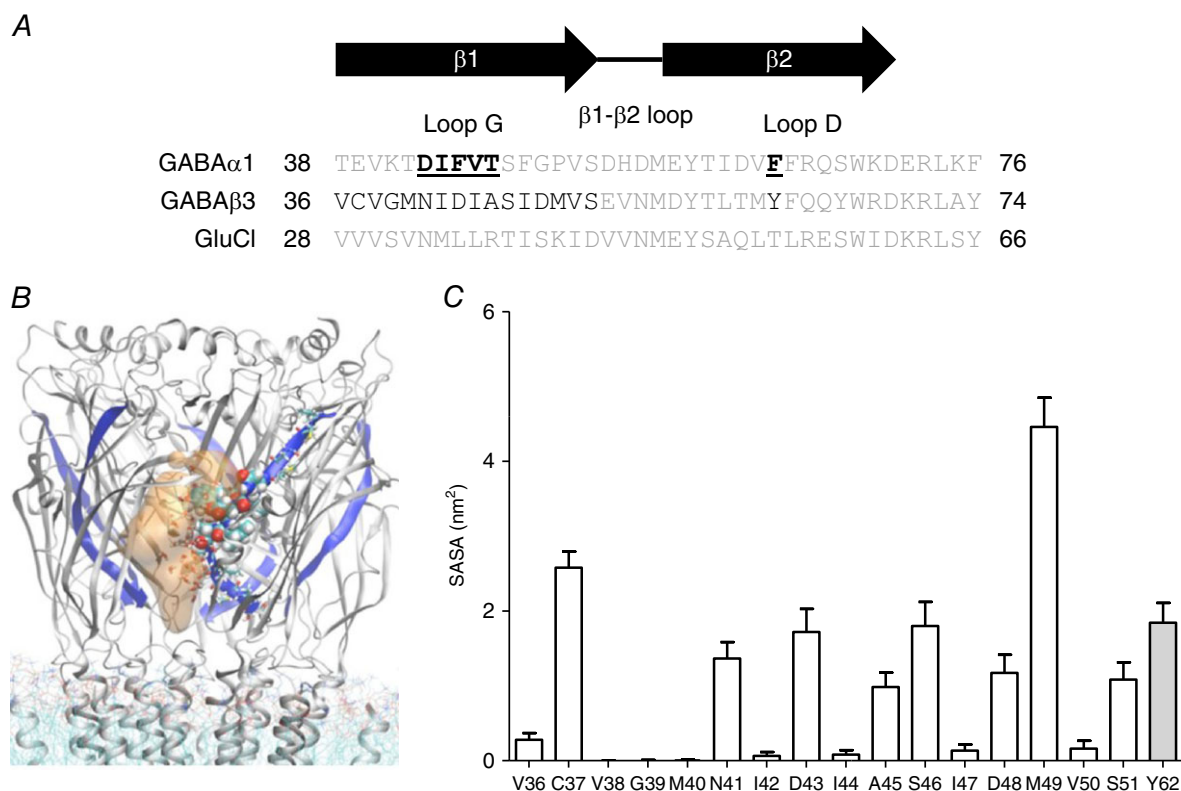 A
β1
β2
β1-β2 loop
Loop G
Loop D
GABAα1 38 TEVKTDIFVTSFGPVSDHDMEYTIDVFFRQSWKDERLKF 76
GABAβ3 36 VCVGMNIDIASIDMVSEVNMDYTLTMYFQQYWRDKRLAY 74
GluCl 28 VVVSVNMLLRTISKIDVVNMEYSAQLTLRESWIDKRLSY 66
B
C
SASA (nm²)
6
4
2
0
V36 C37 V38 G39 M40 N41 I42 D43 I44 A45 S46 I47 D48 M49 V50 S51 Y62